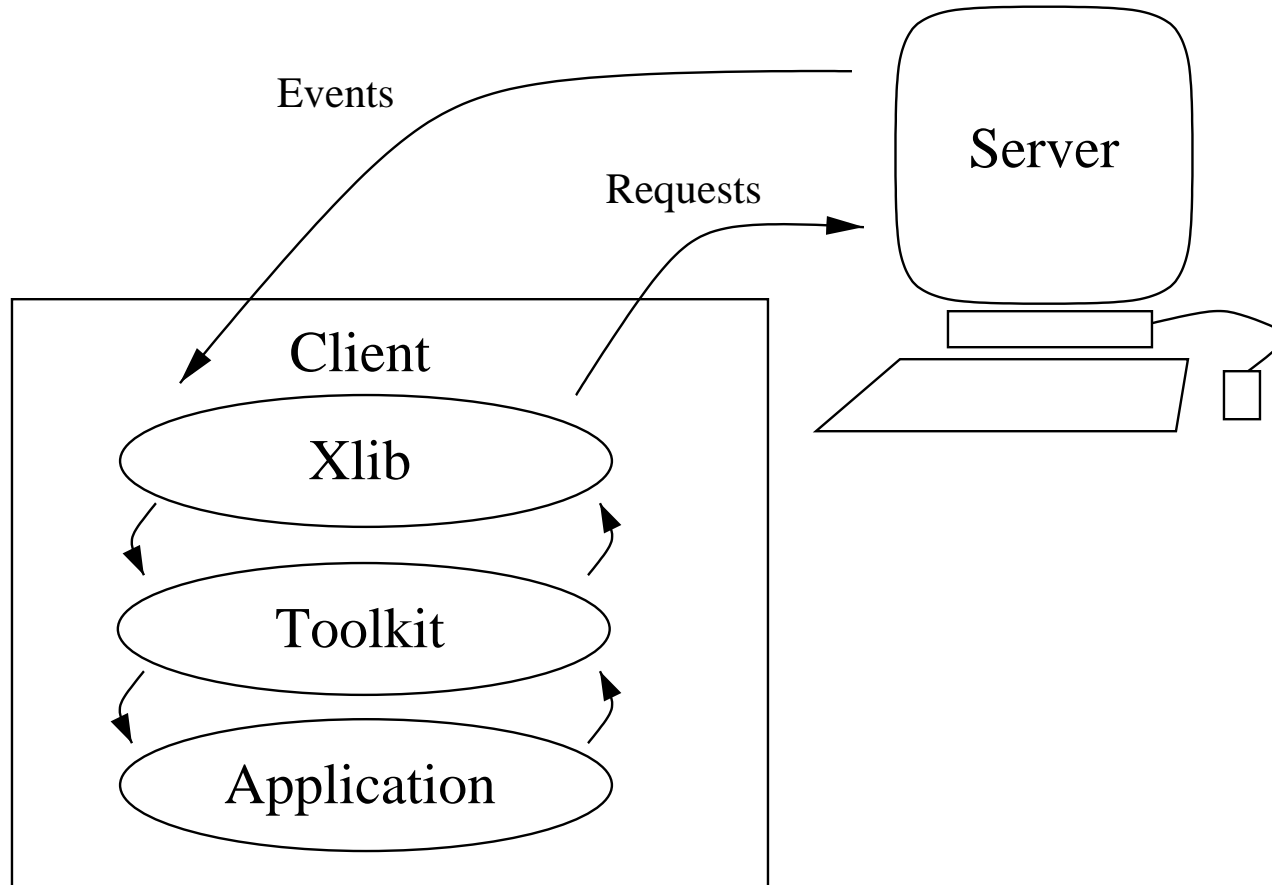 Events
Server
Requests
Client
Xlib
Toolkit
Application